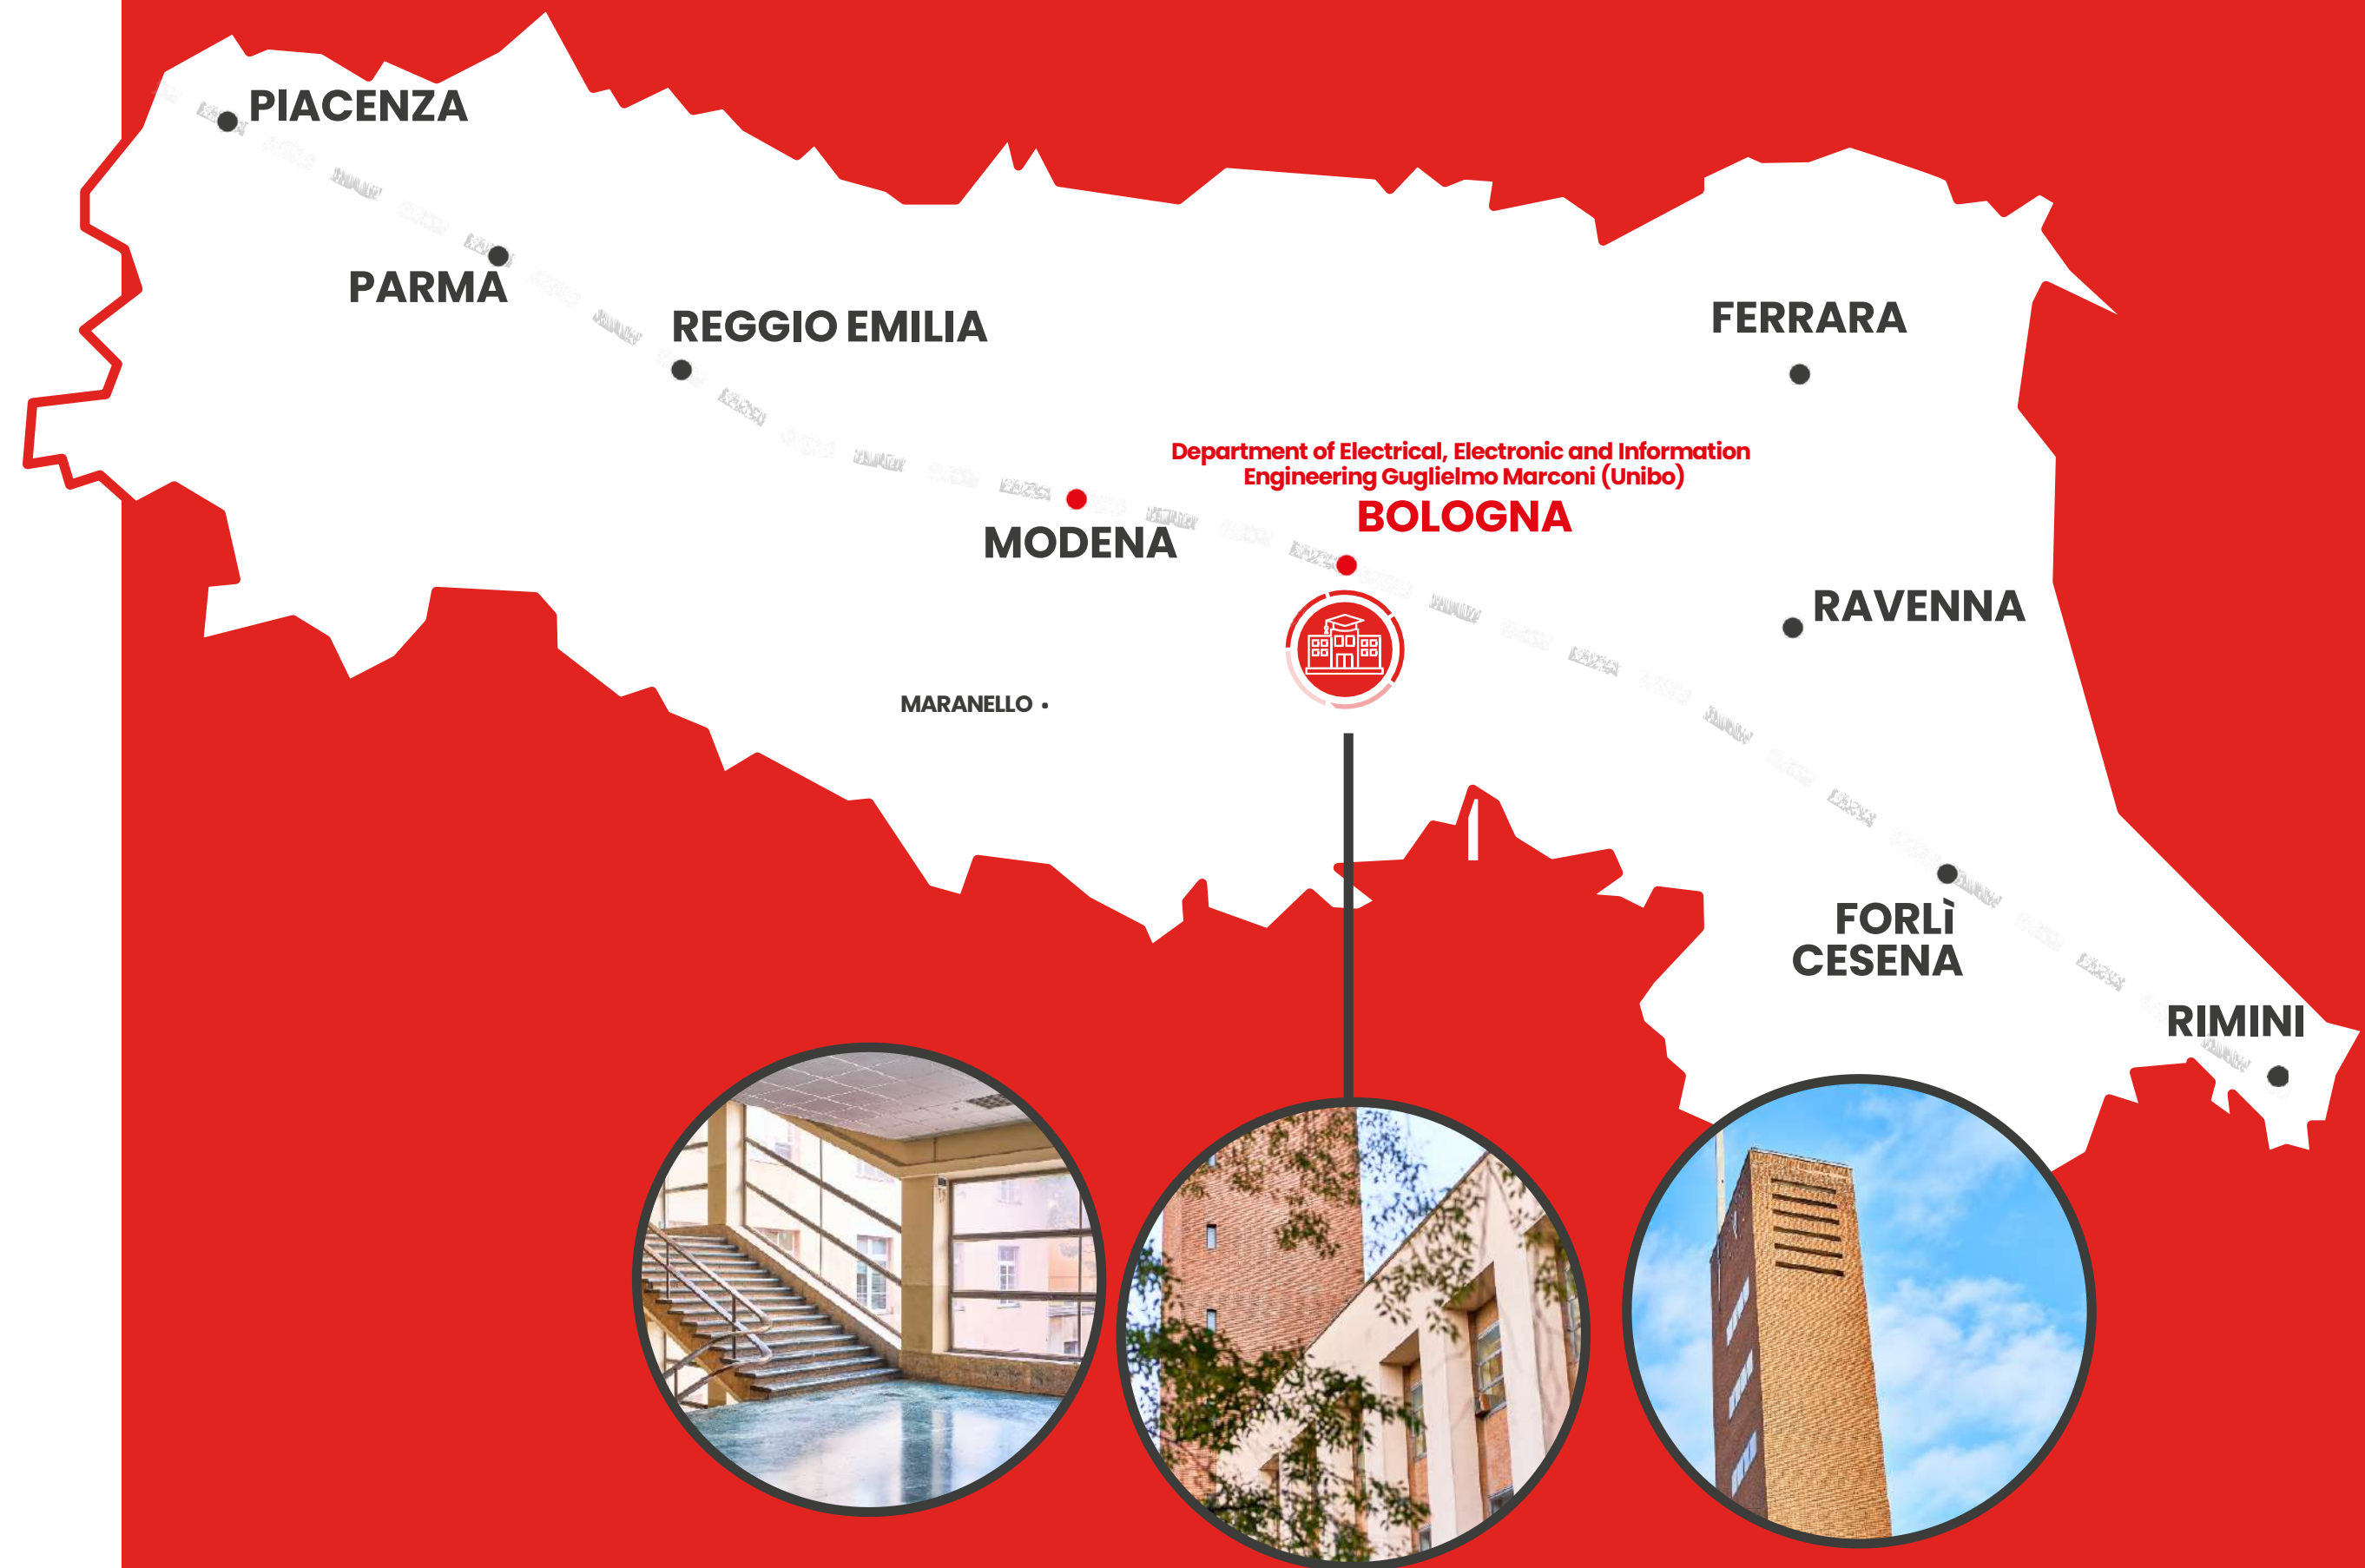 PIACENZA
PARMA
REGGIO EMILIA
FERRARA
Department of Electrical, Electronic and Information
Engineering Guglielmo Marconi (Unibo)
BOLOGNA
MODENA
RAVENNA
MARANELLO
FORLÌ
CESENA
RIMINI